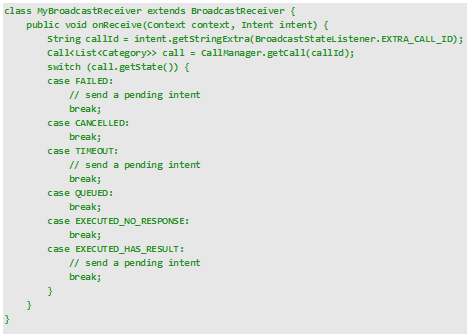 class MyBroadcastReceiver extends BroadcastReceiver {
    public void onReceive(Context context, Intent intent) {
        String callId = intent.getStringExtra(BroadcastStateListener.EXTRA_CALL_ID);
        Call<List<Category>> call = CallManager.getCall(callId);
        switch (call.getState()) {
        case FAILED:
            // send a pending intent
            break;
        case CANCELLED:
            break;
        case TIMEOUT:
            // send a pending intent
            break;
        case QUEUED:
            break;
        case EXECUTED_NO_RESPONSE:
            break;
        case EXECUTED_HAS_RESULT:
            // send a pending intent
            break;
        }
    }
}